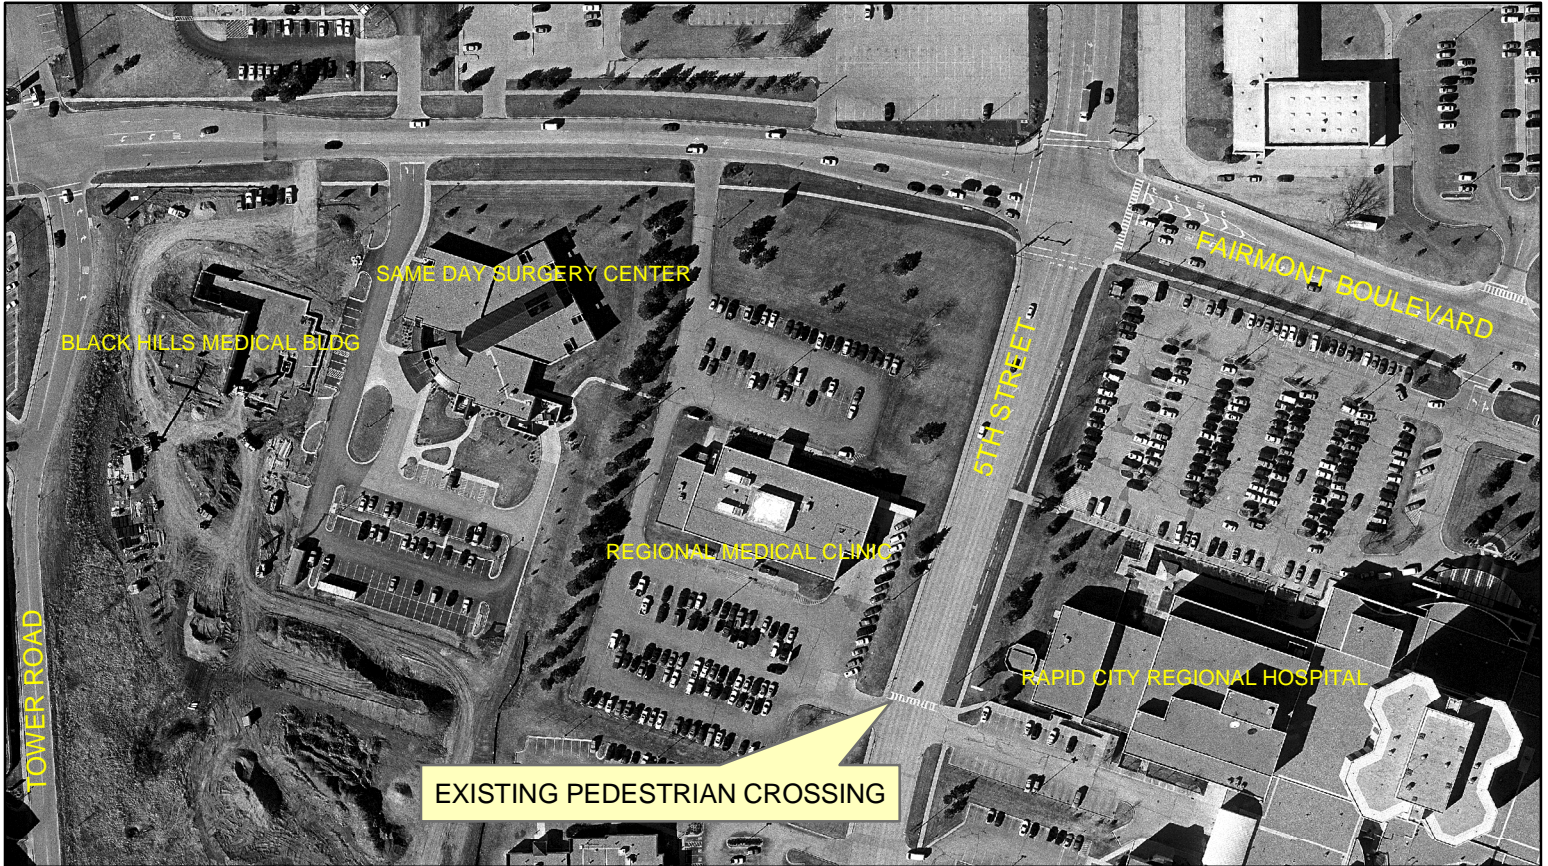 FAIRMONT BOULEVARD
SAME DAY SURGERY CENTER
BLACK HILLS MEDICAL BLDG
5TH STREET
REGIONAL MEDICAL CLINIC
TOWER ROAD
RAPID CITY REGIONAL HOSPITAL
EXISTING PEDESTRIAN CROSSING